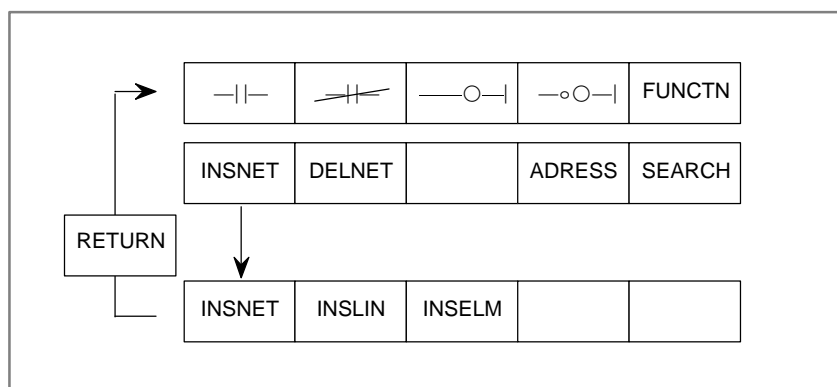 FUNCTN
INSNET DELNET ADRESS SEARCH
RETURN
INSNET INSLIN INSELM